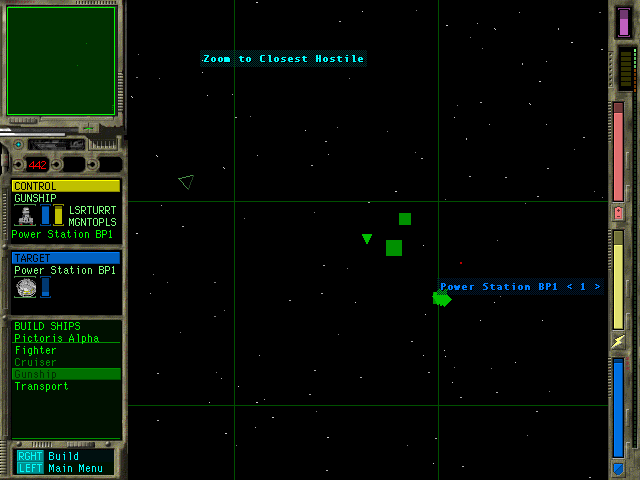 Zoom to Closest Hostile
442
CONTROL
GUNSHIP
LSRTURRT
MGNTOPLS
Power Station BP1
TARGET
Power Station BP1
Power Station BP1 < 1 >
BUILD SHIPS
Pictoris Alpha
Fighter
Cruiser
Gunship
Transport
RGHT Build
LEFT Main Menu